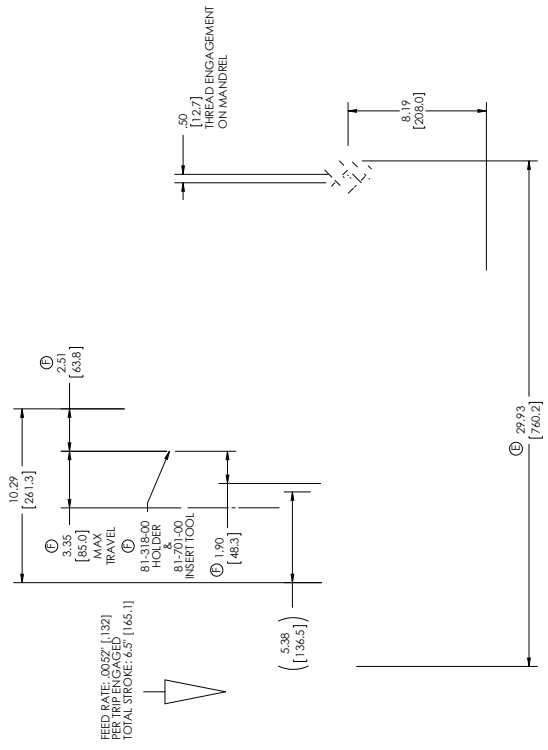 .50
[12.7]
THREAD ENGAGEMENT
ON MANDREL
8.19
[208.0]
10.29
[261.3]
F
2.51
[63.8]
F
3.35
[85.0]
MAX
TRAVEL
F
81-318-00
HOLDER
&
81-701-00
INSERT TOOL
F 1.90
[48.3]
( 5.38
[136.5] )
E 29.93
[760.2]
FEED RATE: .0052" [.132]
PER TRIP ENGAGED
TOTAL STROKE: 6.5" [165.1]